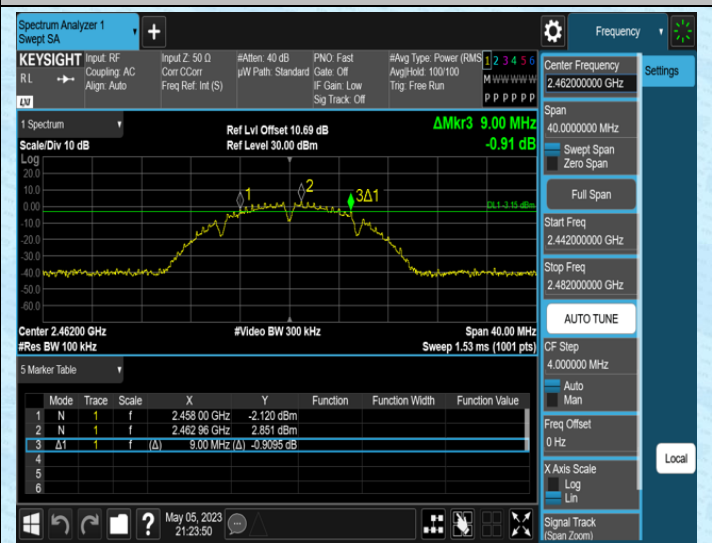 Spectrum Analyzer 1
Swept SA
+
Frequency
KEYSIGHT
RL
LXI
Input: RF
Coupling: AC
Align: Auto
Input Z: 50 Ω
Corr CCorr
Freq Ref: Int (S)
#Atten: 40 dB
µW Path: Standard
PNO: Fast
Gate: Off
IF Gain: Low
Sig Track: Off
#Avg Type: Power (RMS
Avg|Hold: 100/100
Trig: Free Run
1 2 3 4 5 6
M W W W W W
P P P P P P
1 Spectrum
Scale/Div 10 dB
Ref Lvl Offset 10.69 dB
Ref Level 30.00 dBm
ΔMkr3 9.00 MHz
-0.91 dB
Log
20.0
10.0
0.00
-10.0
-20.0
-30.0
-40.0
-50.0
-60.0
1
2
3Δ1
DL1 -3.15 dBm
Center 2.46200 GHz
#Res BW 100 kHz
#Video BW 300 kHz
Span 40.00 MHz
Sweep 1.53 ms (1001 pts)
5 Marker Table
Mode Trace Scale X Y Function Function Width Function Value
1 N 1 f 2.458 00 GHz -2.120 dBm
2 N 1 f 2.462 96 GHz 2.851 dBm
3 Δ1 1 f (Δ) 9.00 MHz (Δ) -0.9095 dB
4
5
6
?
May 05, 2023
21:23:50
Center Frequency
2.462000000 GHz
Span
40.0000000 MHz
Swept Span
Zero Span
Full Span
Start Freq
2.442000000 GHz
Stop Freq
2.482000000 GHz
AUTO TUNE
CF Step
4.000000 MHz
Auto
Man
Freq Offset
0 Hz
X Axis Scale
Log
Lin
Signal Track
(Span Zoom)
Settings
Local